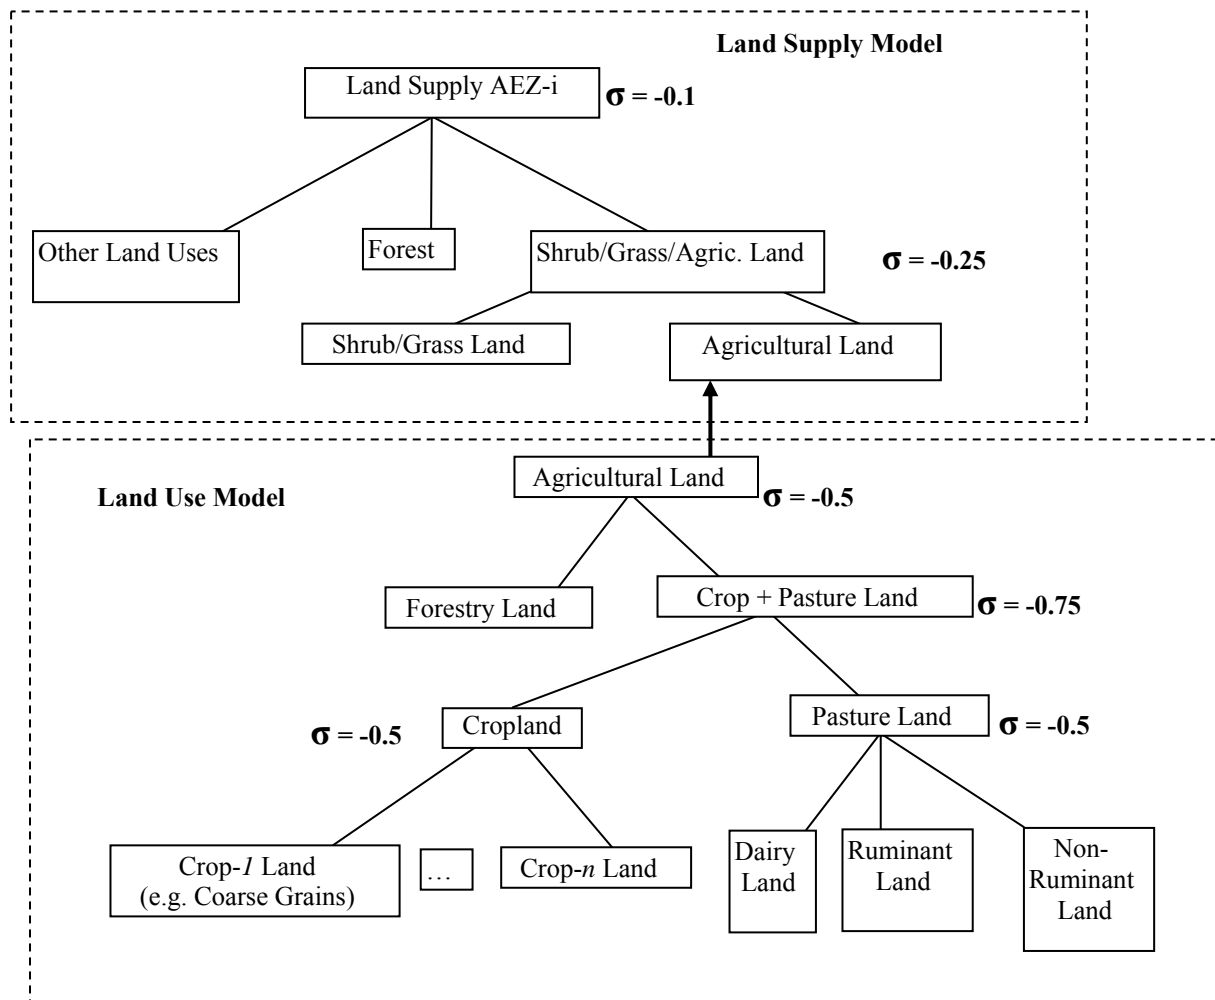 Land Supply Model
Land Supply AEZ-i
σ = -0.1
Other Land Uses
Forest
Shrub/Grass/Agric. Land
σ = -0.25
Shrub/Grass Land
Agricultural Land
Agricultural Land
Land Use Model
σ = -0.5
Forestry Land
Crop + Pasture Land
σ = -0.75
σ = -0.5
Cropland
Pasture Land
σ = -0.5
Crop-1 Land
(e.g. Coarse Grains)
…
Crop-n Land
Dairy
Land
Ruminant
Land
Non-
Ruminant
Land